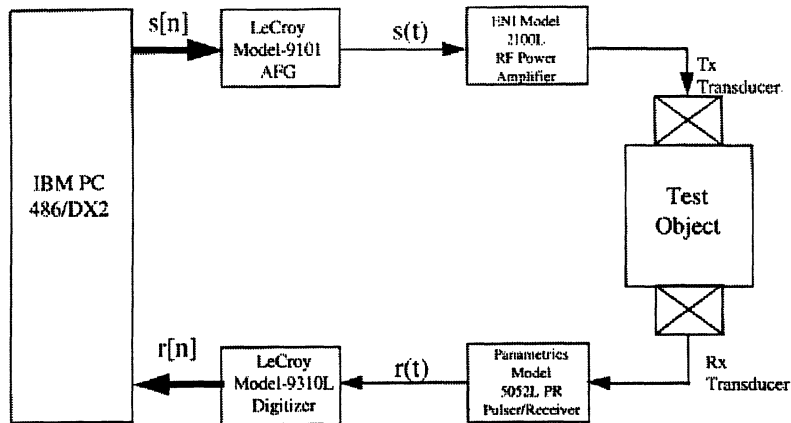 s[n]
LeCroy
Model-9101
AFG
s(t)
ENI Model
2100L
RF Power
Amplifier
Tx
Transducer
IBM PC
486/DX2
Test
Object
r[n]
LeCroy
Model-9310L
Digitizer
r(t)
Panametrics
Model
5052L PR
Pulser/Receiver
Rx
Transducer